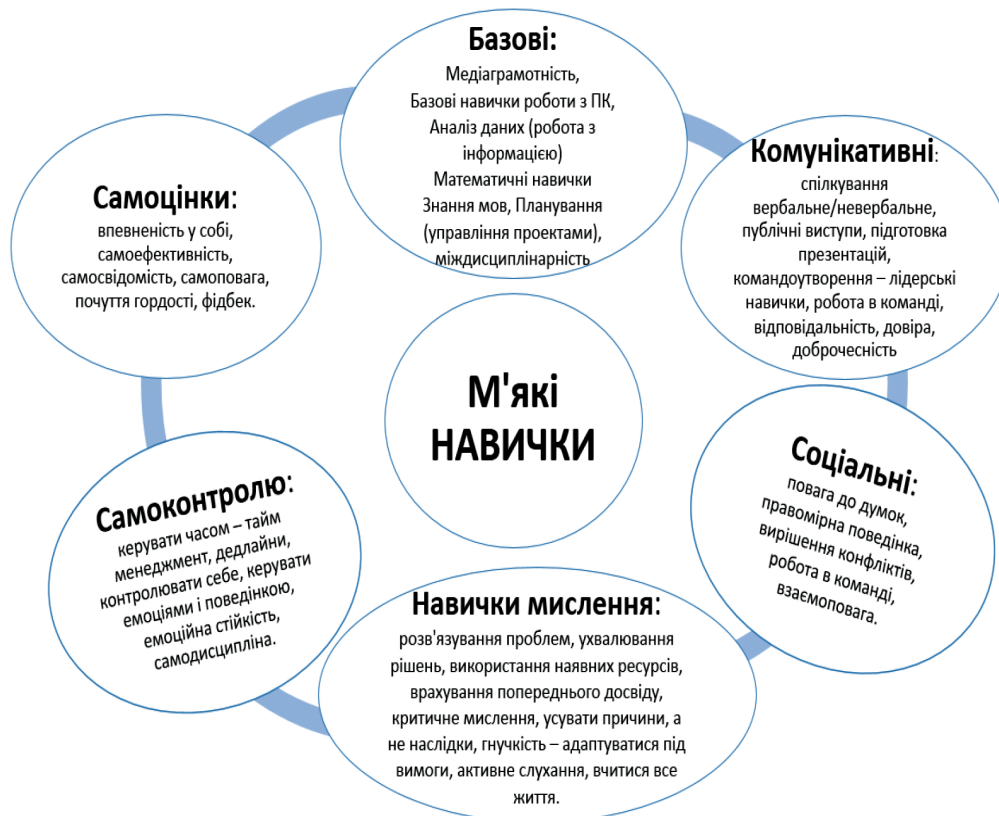 Базові:
Медіаграмотність,
Базові навички роботи з ПК,
Аналіз даних (робота з
інформацією)
Математичні навички
Знання мов, Планування
(управління проектами),
міждисциплінарність
Комунікативні:
спілкування
вербальне/невербальне,
публічні виступи, підготовка
презентацій,
командоутворення – лідерські
навички, робота в команді,
відповідальність, довіра,
доброчесність
Соціальні:
повага до думок,
правомірна поведінка,
вирішення конфліктів,
робота в команді,
взаємоповага.
Навички мислення:
розв'язування проблем, ухвалювання
рішень, використання наявних ресурсів,
врахування попереднього досвіду,
критичне мислення, усувати причини, а
не наслідки, гнучкість – адаптуватися під
вимоги, активне слухання, вчитися все
життя.
Самоконтролю:
керувати часом – тайм
менеджмент, дедлайни,
контролювати себе, керувати
емоціями і поведінкою,
емоційна стійкість,
самодисципліна.
Самоцінки:
впевненість у собі,
самоефективність,
самосвідомість, самоповага,
почуття гордості, фідбек.
М'які
НАВИЧКИ